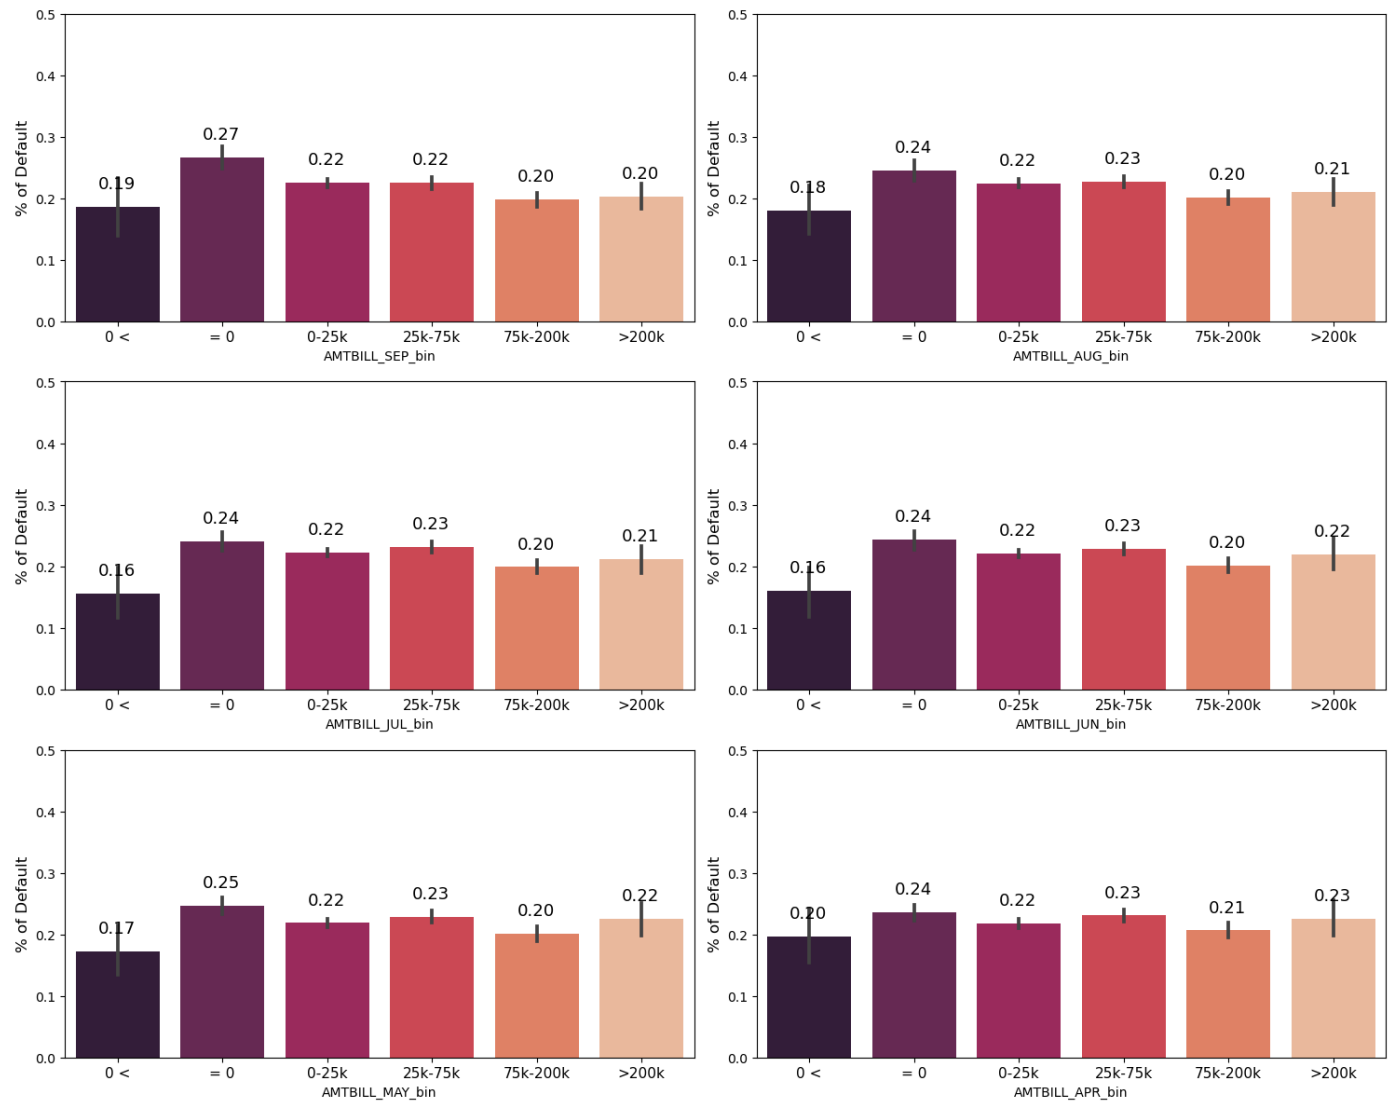 0.5
0.4
0.3
0.2
0.1
0.0
% of Default
0.19
0.27
0.22
0.22
0.20
0.20
0 <
= 0
0-25k
25k-75k
75k-200k
>200k
AMTBILL_SEP_bin
0.5
0.4
0.3
0.2
0.1
0.0
% of Default
0.18
0.24
0.22
0.23
0.20
0.21
0 <
= 0
0-25k
25k-75k
75k-200k
>200k
AMTBILL_AUG_bin
0.5
0.4
0.3
0.2
0.1
0.0
% of Default
0.16
0.24
0.22
0.23
0.20
0.21
0 <
= 0
0-25k
25k-75k
75k-200k
>200k
AMTBILL_JUL_bin
0.5
0.4
0.3
0.2
0.1
0.0
% of Default
0.16
0.24
0.22
0.23
0.20
0.22
0 <
= 0
0-25k
25k-75k
75k-200k
>200k
AMTBILL_JUN_bin
0.5
0.4
0.3
0.2
0.1
0.0
% of Default
0.17
0.25
0.22
0.23
0.20
0.22
0 <
= 0
0-25k
25k-75k
75k-200k
>200k
AMTBILL_MAY_bin
0.5
0.4
0.3
0.2
0.1
0.0
% of Default
0.20
0.24
0.22
0.23
0.21
0.23
0 <
= 0
0-25k
25k-75k
75k-200k
>200k
AMTBILL_APR_bin